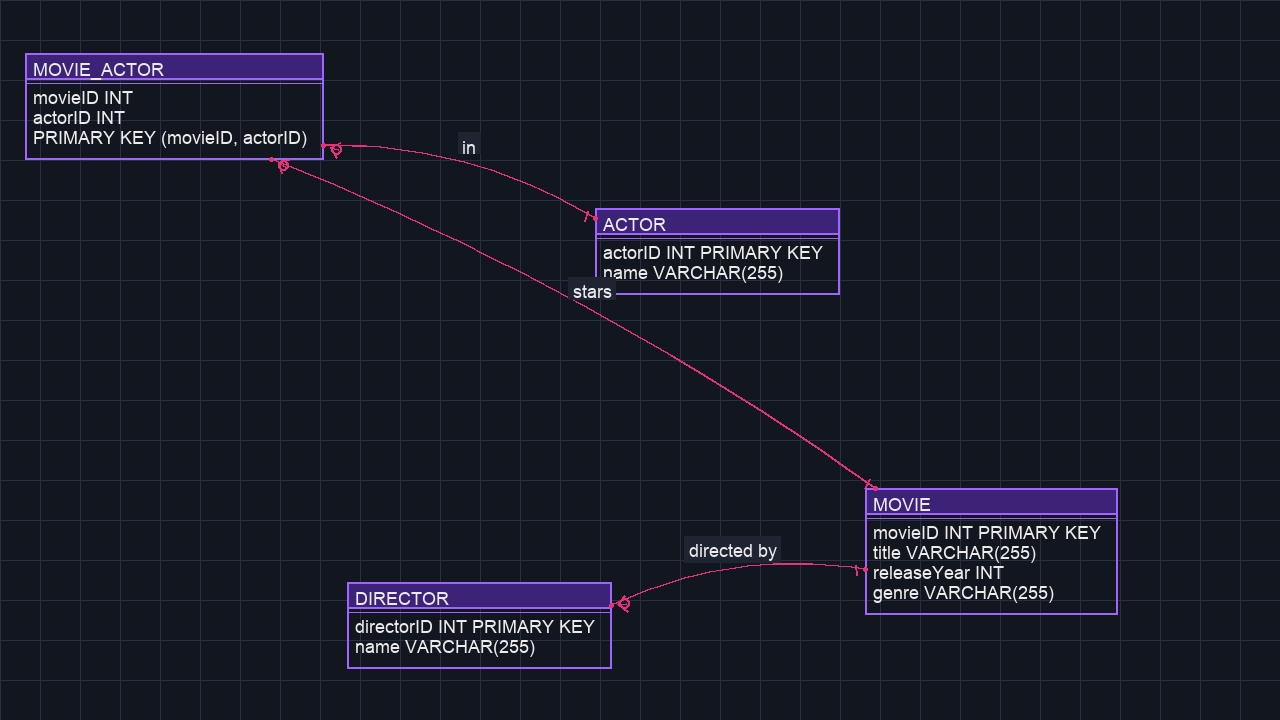 MOVIE_ACTOR
movieID INT
actorID INT
PRIMARY KEY (movieID, actorID)
in
ACTOR
actorID INT PRIMARY KEY
name VARCHAR(255)
stars
MOVIE
movieID INT PRIMARY KEY
title VARCHAR(255)
releaseYear INT
genre VARCHAR(255)
directed by
DIRECTOR
directorID INT PRIMARY KEY
name VARCHAR(255)